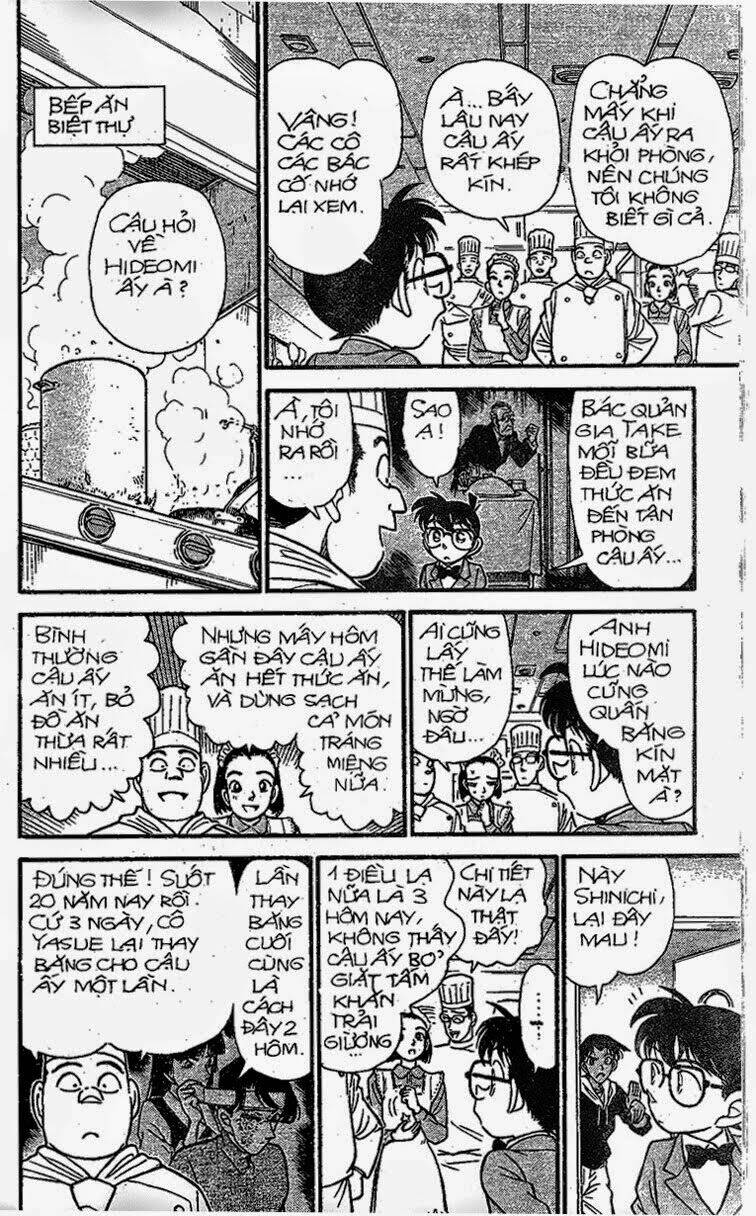 BẾP ĂN
BIỆT THỰ
CÂU HỎI
VỀ
HIDEOMI
ẤY À?
VÂNG!
CÁC CÔ
CÁC BÁC
CỐ NHỚ
LẠI XEM.
À... BẤY
LÂU NAY
CẬU ẤY
RẤT KHÉP
KÍN.
CHẲNG
MẤY KHI
CẬU ẤY RA
KHỎI PHÒNG,
NÊN CHÚNG
TÔI KHÔNG
BIẾT GÌ CẢ.
À, TÔI
NHỚ
RA RỒI
...
SAO
Ạ!
BÁC QUẢN
GIA TAKE
MỖI BỮA
ĐỀU ĐEM
THỨC ĂN
ĐẾN TẬN
PHÒNG
CẬU ẤY...
BÌNH
THƯỜNG
CẬU ẤY
ĂN ÍT, BỎ
ĐỒ ĂN
THỪA RẤT
NHIỀU...
NHƯNG MẤY HÔM
GẦN ĐÂY CẬU ẤY
ĂN HẾT THỨC ĂN,
VÀ DÙNG SẠCH
CẢ MÓN
TRÁNG
MIỆNG
NỮA.
AI CŨNG
LẤY
THẾ LÀM
MỪNG,
NGỜ
ĐÂU...
ANH
HIDEOMI
LÚC NÀO
CŨNG
QUẤN
BĂNG
KÍN
MẶT
À?
ĐÚNG THẾ! SUỐT
20 NĂM NAY RỒI.
CỨ 3 NGÀY, CÔ
YASUE LẠI THAY
BĂNG CHO CẬU
ẤY MỘT LẦN.
LẦN
THAY
BĂNG
CUỐI
CÙNG
LÀ
CÁCH
ĐÂY 2
HÔM.
1 ĐIỀU LẠ
NỮA LÀ 3
HÔM NAY,
KHÔNG THẤY
CẬU ẤY BỎ
GIẶT TẤM
KHĂN
TRẢI
GIƯỜNG
...
CHI TIẾT
NÀY LẠ
THẬT
ĐẤY!
......
NÀY
SHINICHI,
LẠI ĐÂY
MAU!